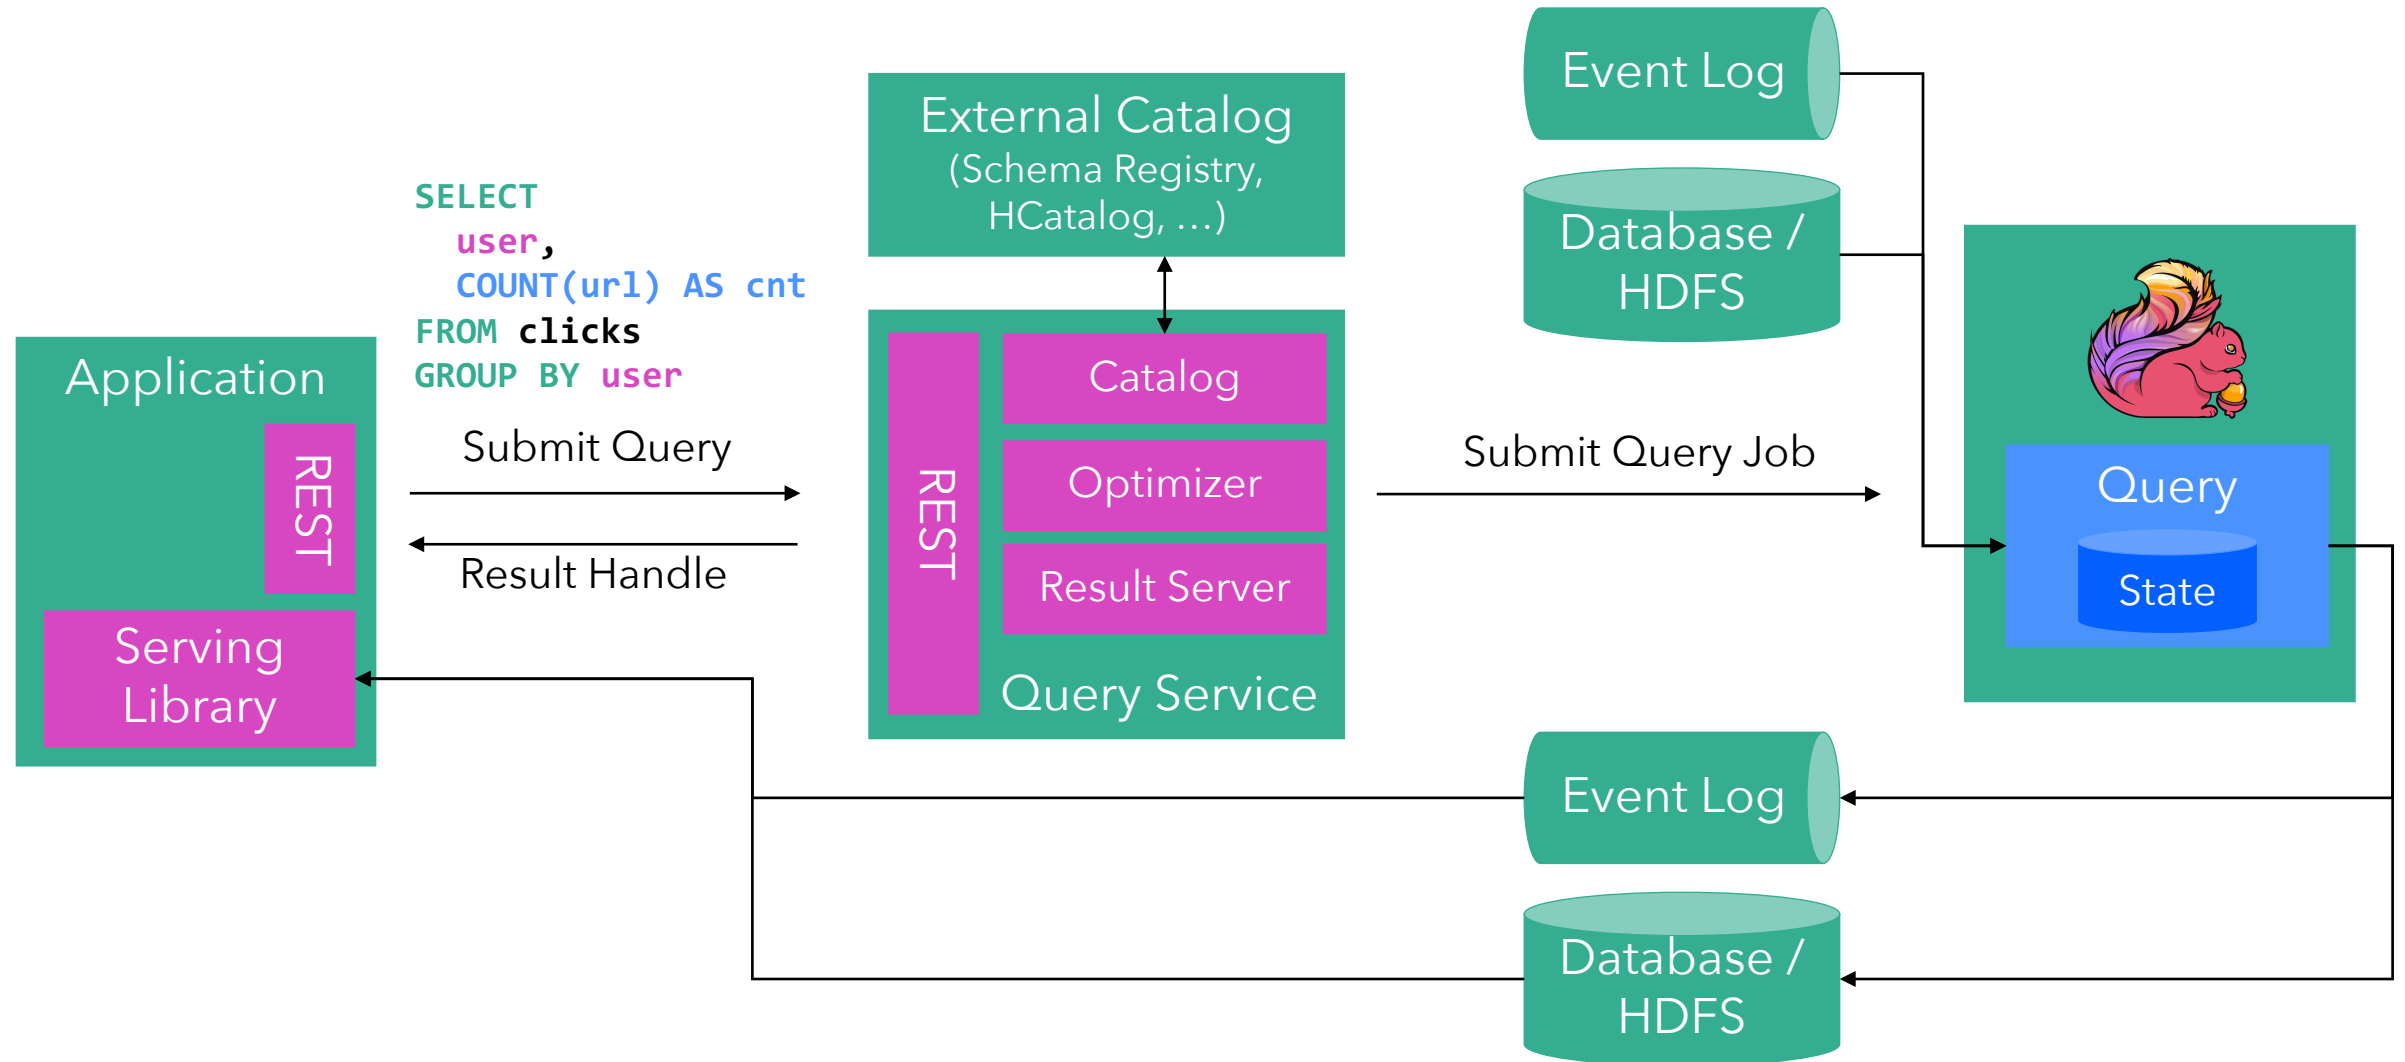 Application
REST
Serving
Library
SELECT
user,
COUNT(url) AS cnt
FROM clicks
GROUP BY user
Submit Query
Result Handle
External Catalog
(Schema Registry,
HCatalog, ...)
REST
Catalog
Optimizer
Result Server
Query Service
Submit Query Job
Event Log
Database /
HDFS
Query
State
Event Log
Database /
HDFS